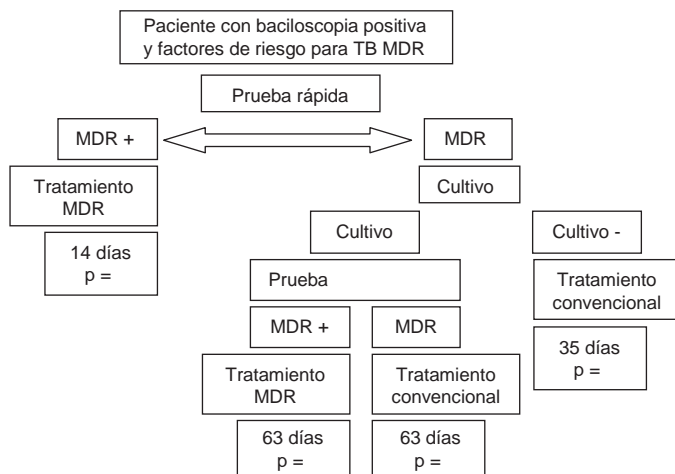 Paciente con baciloscopia positiva
y factores de riesgo para TB MDR
Prueba rápida
MDR +
MDR
Tratamiento
MDR
Cultivo
14 días
p =
Cultivo
Cultivo -
Prueba
Tratamiento
convencional
MDR +
MDR
35 días
p =
Tratamiento
MDR
Tratamiento
convencional
63 días
p =
63 días
p =